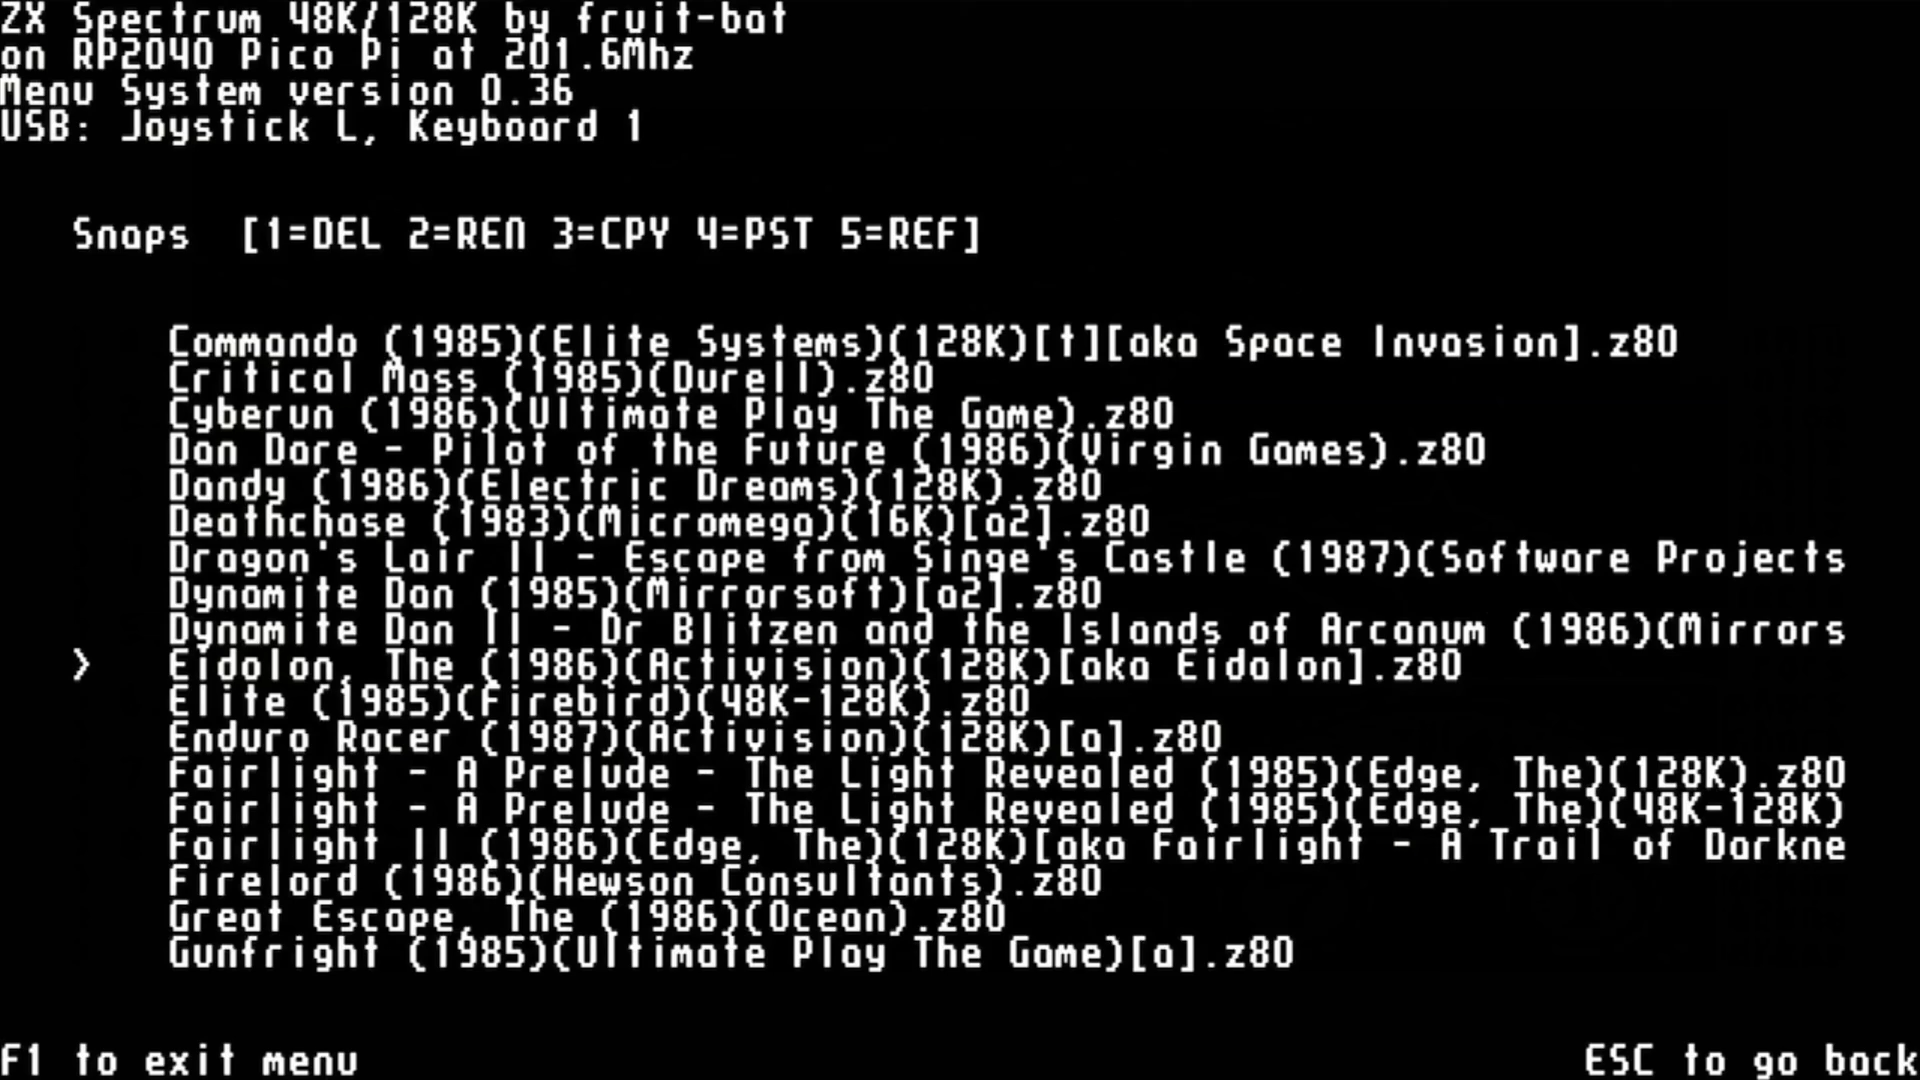 ZX Spectrum 48K/128K by fruit-bat
on RP2040 Pico Pi at 201.6Mhz
Menu System version 0.36
USB: Joystick L, Keyboard 1
Snaps [1=DEL 2=REN 3=CPY 4=PST 5=REF]
Commando (1985)(Elite Systems)(128K)[t][aka Space Invasion].z80
Critical Mass (1985)(Durell).z80
Cyberun (1986)(Ultimate Play The Game).z80
Dan Dare - Pilot of the Future (1986)(Virgin Games).z80
Dandy (1986)(Electric Dreams)(128K).z80
Deathchase (1983)(Micromega)(16K)[a2].z80
Dragon's Lair II - Escape from Singe's Castle (1987)(Software Projects
Dynamite Dan (1985)(Mirrorsoft)[a2].z80
Dynamite Dan II - Dr Blitzen and the Islands of Arcanum (1986)(Mirrors
> Eidolon, The (1986)(Activision)(128K)[aka Eidalon].z80
Elite (1985)(Firebird)(48K-128K).z80
Enduro Racer (1987)(Activision)(128K)[a].z80
Fairlight - A Prelude - The Light Revealed (1985)(Edge, The)(128K).z80
Fairlight - A Prelude - The Light Revealed (1985)(Edge, The)(48K-128K)
Fairlight II (1986)(Edge, The)(128K)[aka Fairlight - A Trail of Darkne
Firelord (1986)(Hewson Consultants).z80
Great Escape, The (1986)(Ocean).z80
Gunfright (1985)(Ultimate Play The Game)[a].z80
F1 to exit menu
ESC to go back